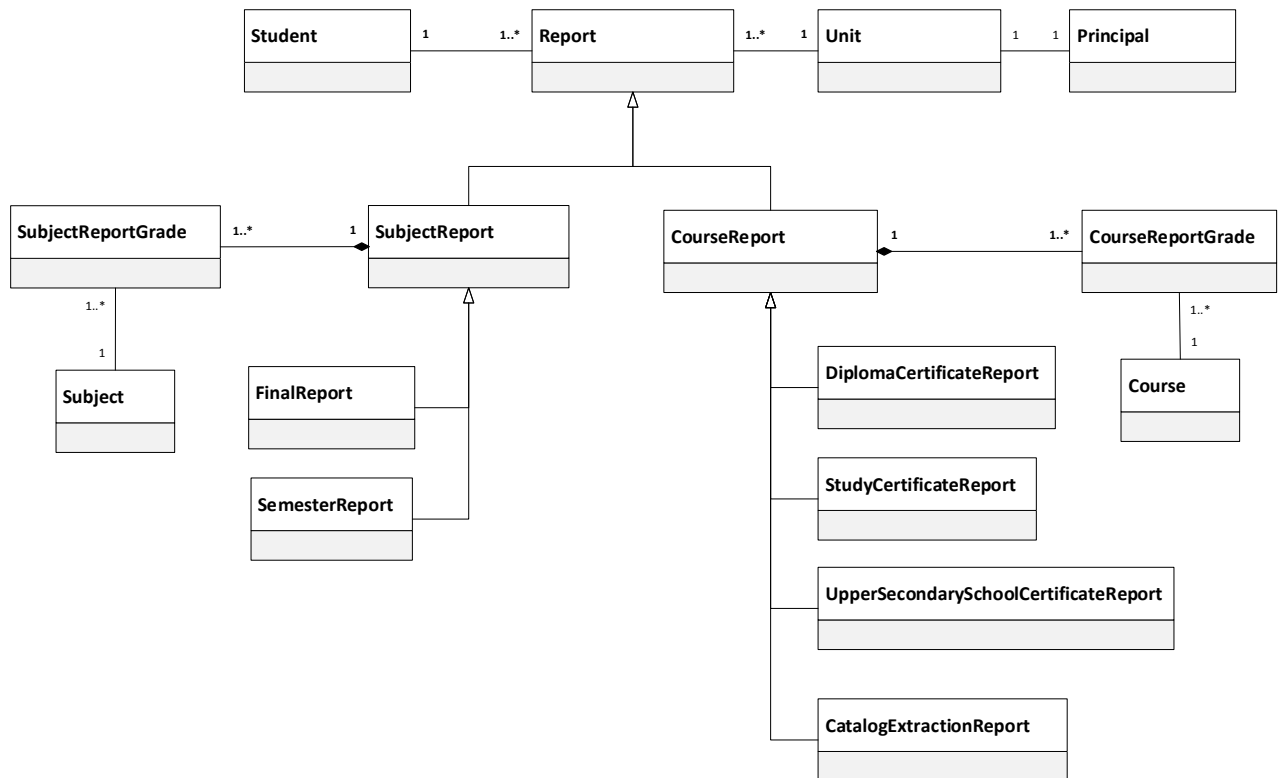 Student
1
1..*
Report
1..*
1
Unit
1
1
Principal
SubjectReportGrade
1..*
1
SubjectReport
CourseReport
1
1..*
CourseReportGrade
1..*
1
Subject
1..*
1
Course
FinalReport
SemesterReport
DiplomaCertificateReport
StudyCertificateReport
UpperSecondarySchoolCertificateReport
CatalogExtractionReport